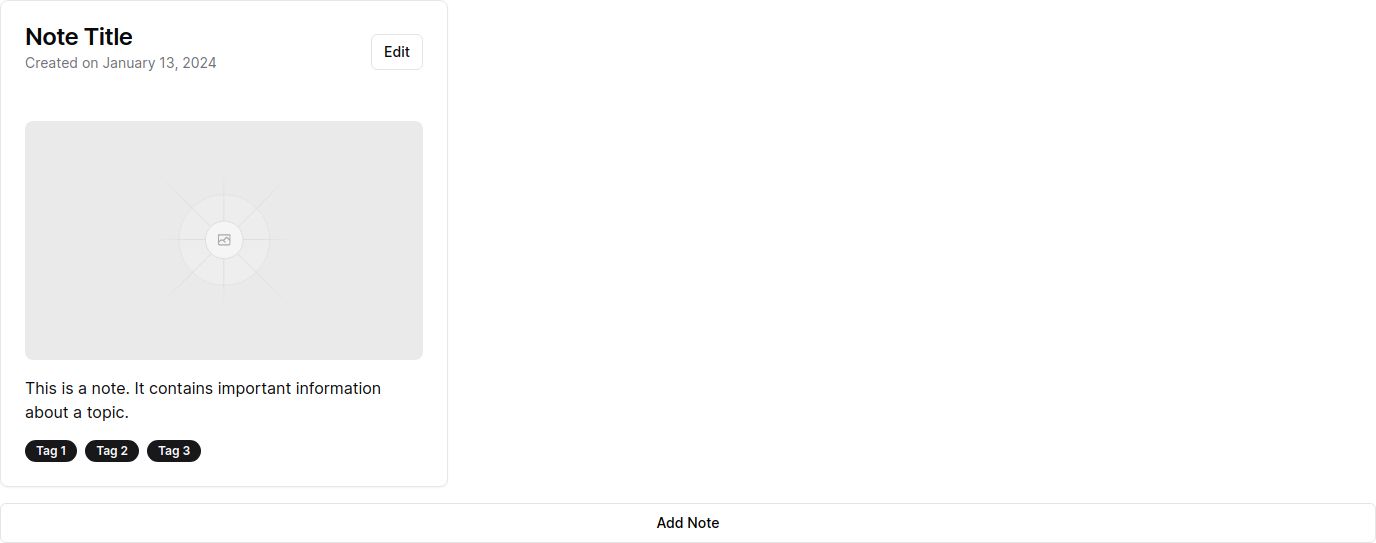 Note Title
Created on January 13, 2024
Edit
This is a note. It contains important information
about a topic.
Tag 1 Tag 2 Tag 3
Add Note